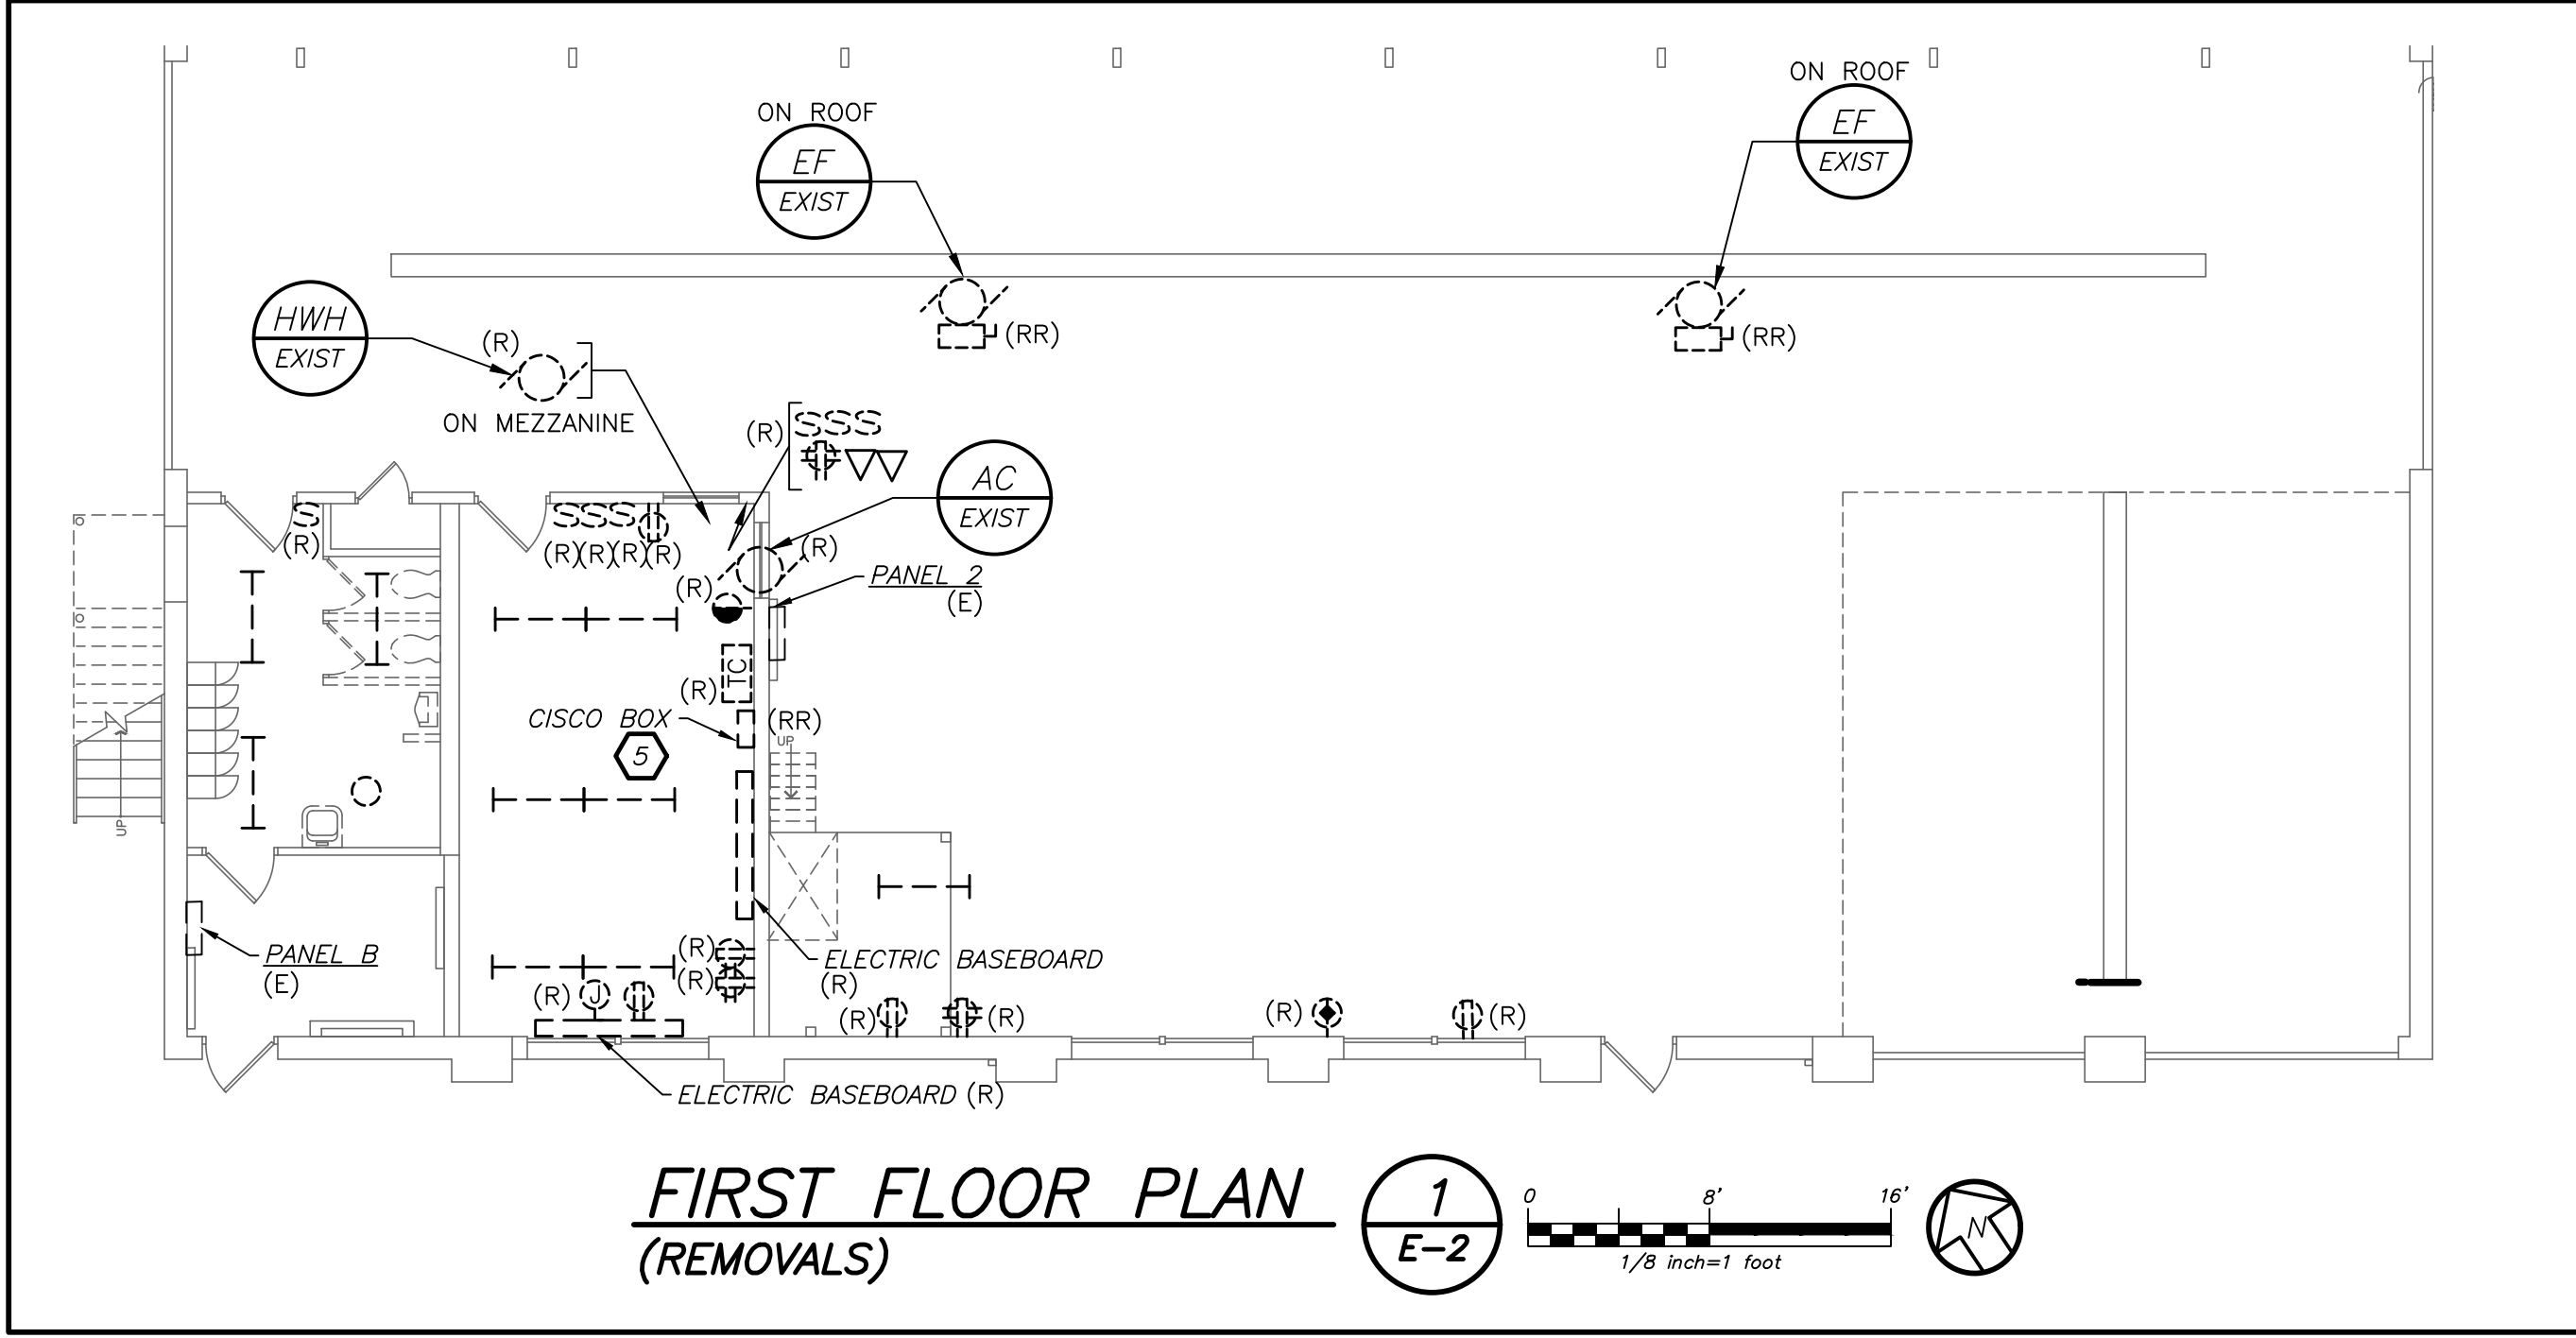 ON ROOF
EF
EXIST
ON ROOF
EF
EXIST
(RR)
(RR)
HWH
EXIST
(R)
ON MEZZANINE
(R)
SSS
AC
EXIST
S
(R)
SSS
(R)(R)(R)(R)
(R)
(R)
PANEL 2
(E)
TC
(R)
CISCO BOX
(RR)
5
UP
UP
PANEL B
(E)
(R)
(R)
ELECTRIC BASEBOARD
(R)
(R)
J
(R)
(R)
(R)
(R)
ELECTRIC BASEBOARD (R)
FIRST FLOOR PLAN
(REMOVALS)
1
E-2
0 8' 16'
1/8 inch=1 foot
N